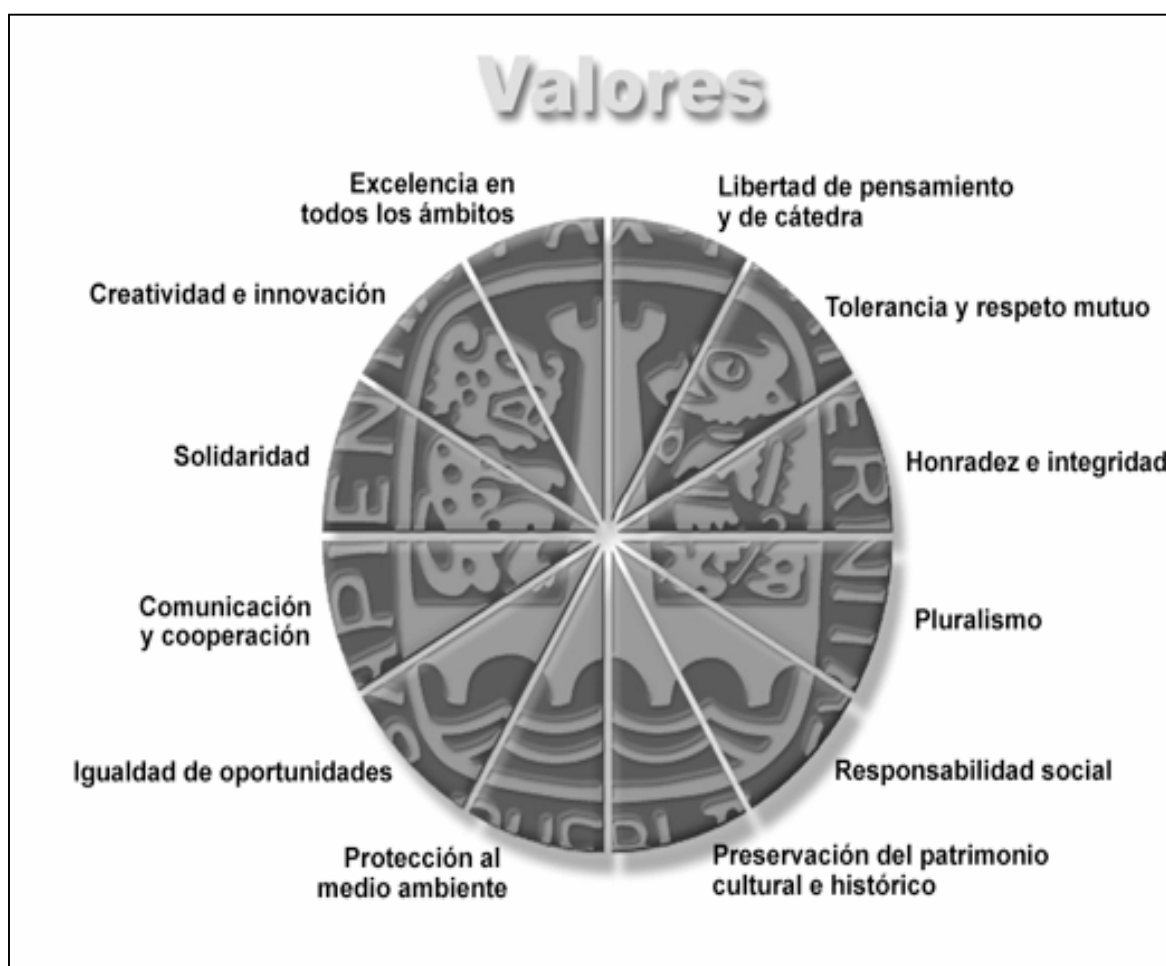 Valores
Excelencia en
todos los ámbitos
Libertad de pensamiento
y de cátedra
Creatividad e innovación
Tolerancia y respeto mutuo
Solidaridad
Honradez e integridad
Comunicación
y cooperación
Pluralismo
Igualdad de oportunidades
Responsabilidad social
Protección al
medio ambiente
Preservación del patrimonio
cultural e histórico